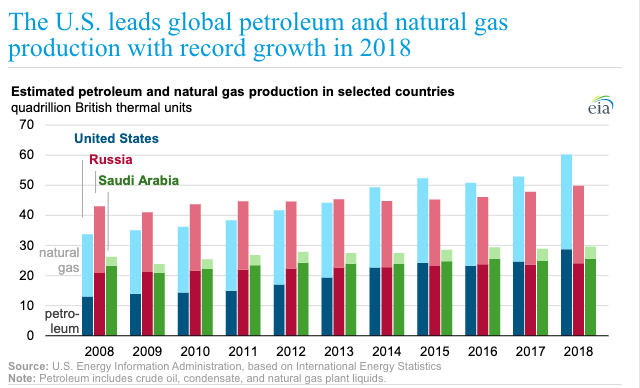 The U.S. leads global petroleum and natural gas
production with record growth in 2018
Estimated petroleum and natural gas production in selected countries
quadrillion British thermal units
eia
70
60
50
40
30
20
10
0
United States
Russia
Saudi Arabia
natural
gas
petro-
leum
2008 2009 2010 2011 2012 2013 2014 2015 2016 2017 2018
Source: U.S. Energy Information Administration, based on International Energy Statistics
Note: Petroleum includes crude oil, condensate, and natural gas plant liquids.